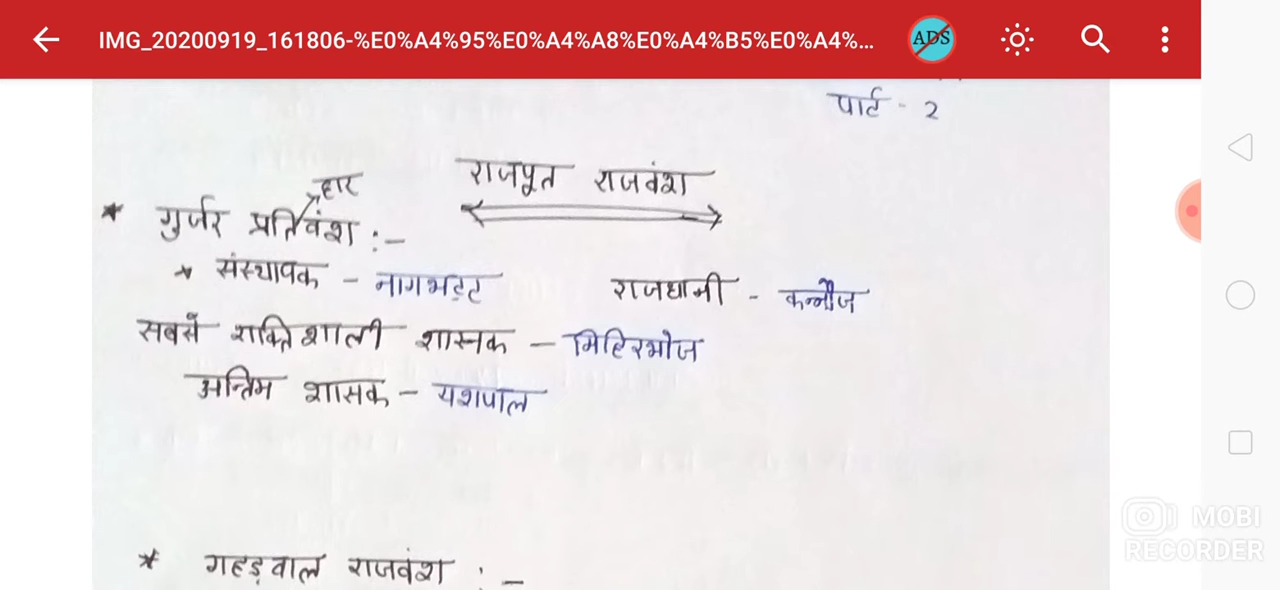 IMG_20200919_161806-%E0%A4%95%E0%A4%A8%E0%A4%B5%E0%A4%...
ADS
पार्ट - 2
राजपूत राजवंश
* गुर्जर प्रतिहार वंश :-
* संस्थापक - नागभट्ट राजधानी - कन्नौज
सबसे शक्तिशाली शासक - मिहिरभोज
अन्तिम शासक - यशपाल
* गहड़वाल राजवंश : -
MOBI
RECORDER